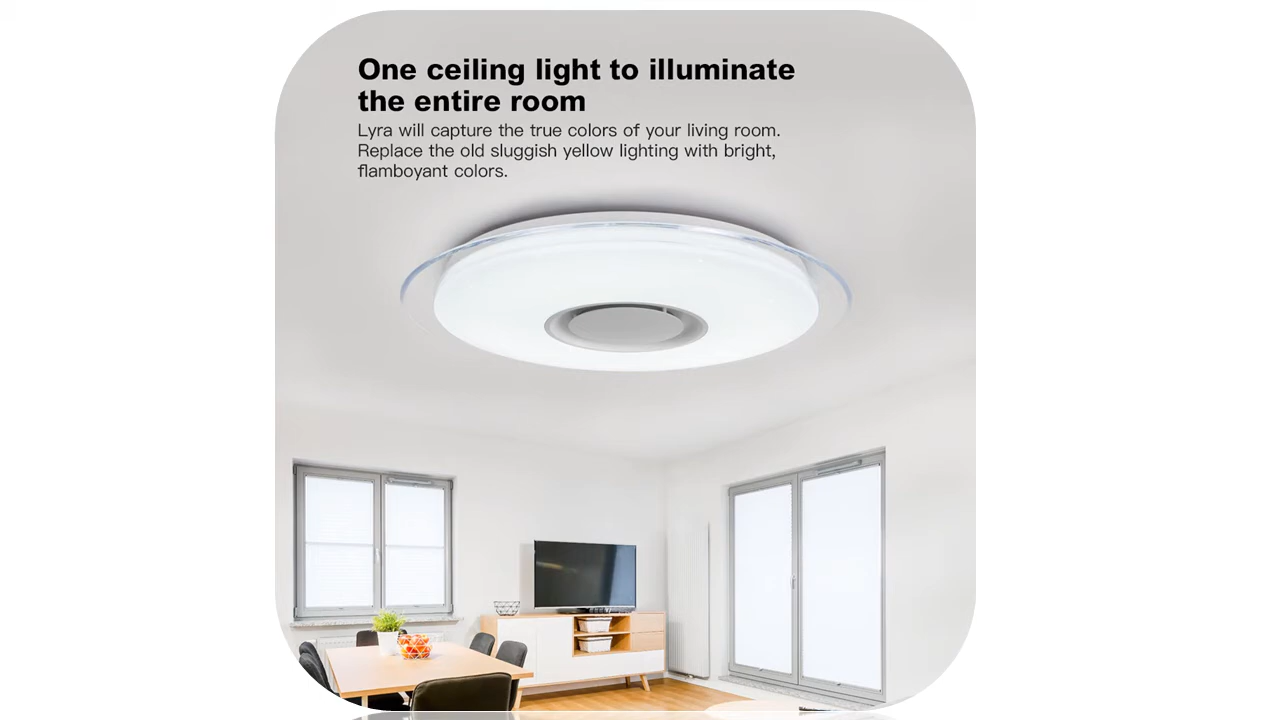 One ceiling light to illuminate
the entire room
Lyra will capture the true colors of your living room.
Replace the old sluggish yellow lighting with bright,
flamboyant colors.